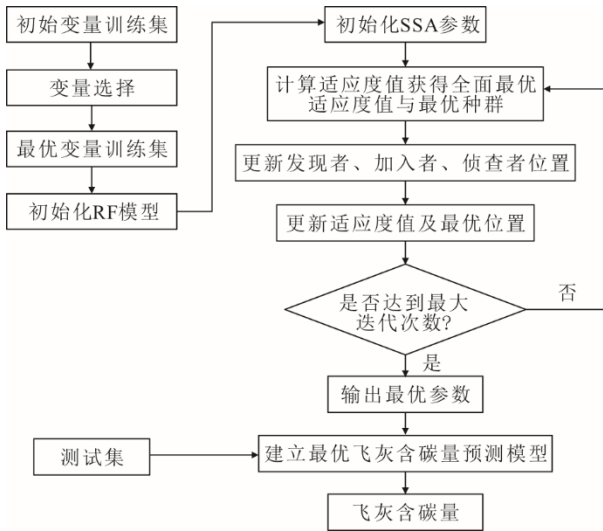 初始变量训练集
变量选择
最优变量训练集
初始化RF模型
初始化SSA参数
计算适应度值获得全面最优
适应度值与最优种群
更新发现者、加入者、侦查者位置
更新适应度值及最优位置
是否达到最大
迭代次数?
否
是
输出最优参数
测试集
建立最优飞灰含碳量预测模型
飞灰含碳量